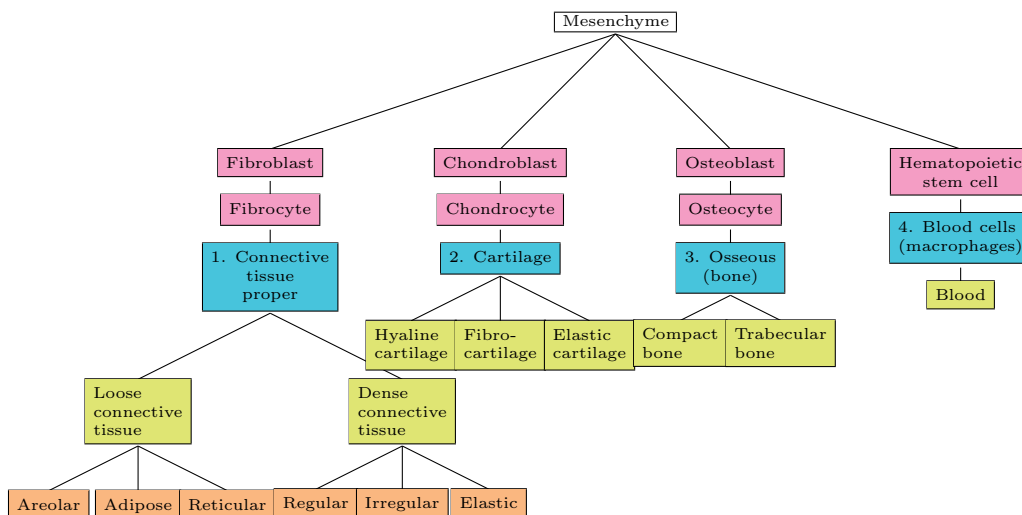 Mesenchyme
Fibroblast
Chondroblast
Osteoblast
Hematopoietic
stem cell
Fibrocyte
Chondrocyte
Osteocyte
4. Blood cells
(macrophages)
1. Connective
tissue
proper
2. Cartilage
3. Osseous
(bone)
Blood
Hyaline
cartilage
Fibro-
cartilage
Elastic
cartilage
Compact
bone
Trabecular
bone
Loose
connective
tissue
Dense
connective
tissue
Areolar
Adipose
Reticular
Regular
Irregular
Elastic